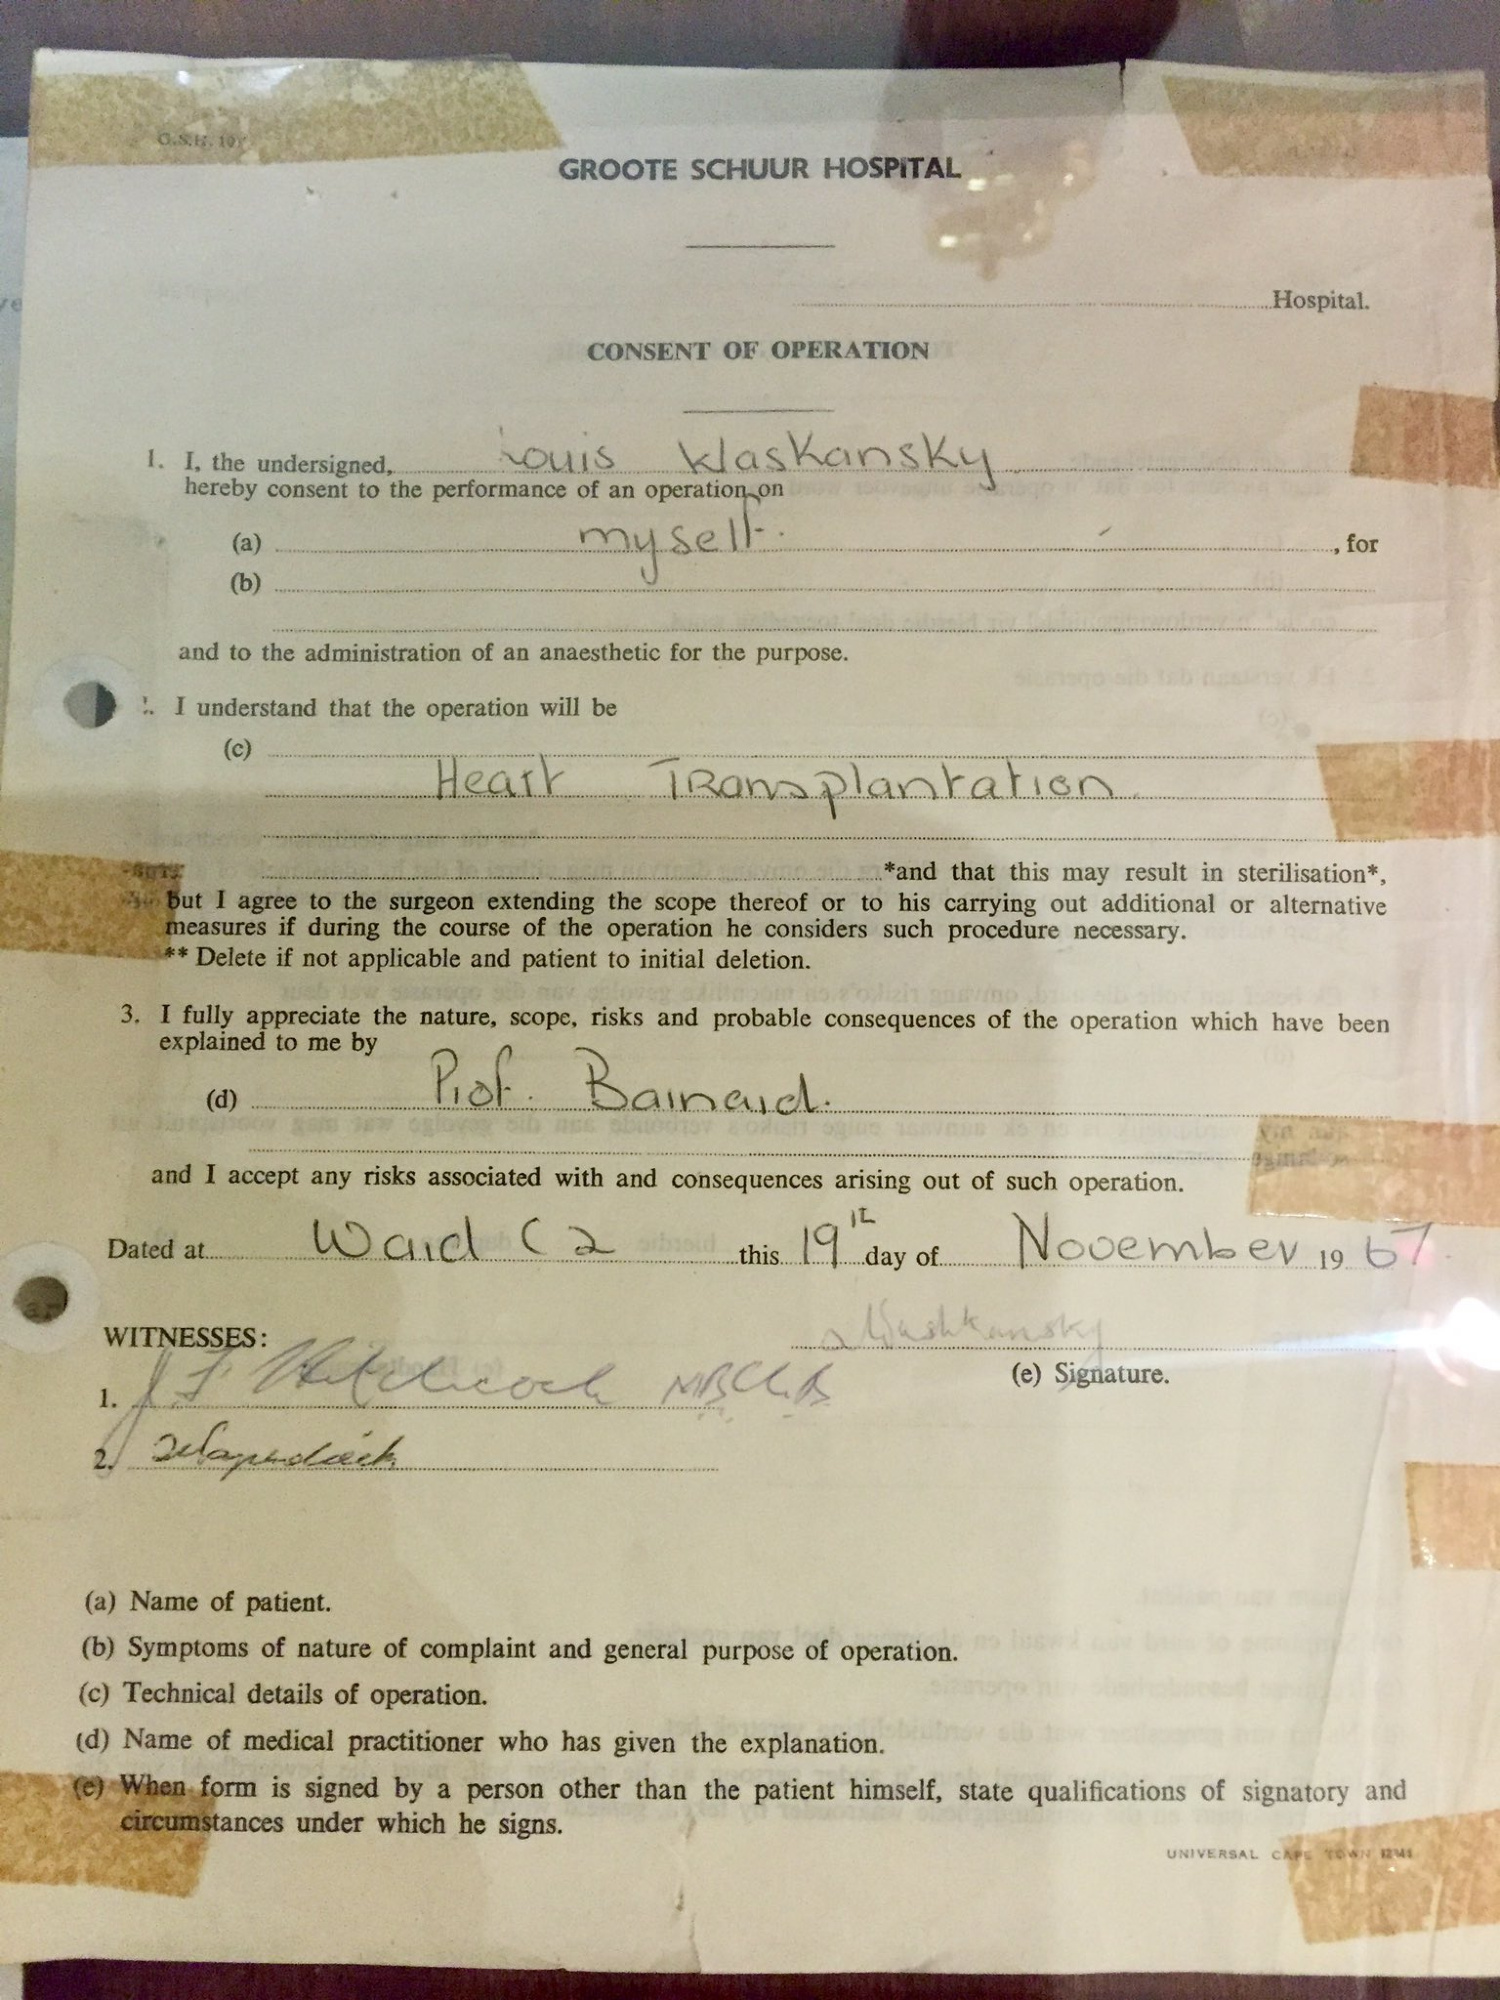 G.S.H. 10
GROOTE SCHUUR HOSPITAL
Hospital.
CONSENT OF OPERATION
1. I, the undersigned, Louis Waskansky
hereby consent to the performance of an operation on
(a) myself. , for
(b)
and to the administration of an anaesthetic for the purpose.
I understand that the operation will be
(c)
Heart Transplantation
*and that this may result in sterilisation*,
but I agree to the surgeon extending the scope thereof or to his carrying out additional or alternative
measures if during the course of the operation he considers such procedure necessary.
** Delete if not applicable and patient to initial deletion.
3. I fully appreciate the nature, scope, risks and probable consequences of the operation which have been
explained to me by
(d) Prof. Barnard.
and I accept any risks associated with and consequences arising out of such operation.
Dated at Ward C2 this 19th day of November 1967
WITNESSES: Washkansky
(e) Signature.
1. J F Hitchcock MBChB
2.
(a) Name of patient.
(b) Symptoms of nature of complaint and general purpose of operation.
(c) Technical details of operation.
(d) Name of medical practitioner who has given the explanation.
(e) When form is signed by a person other than the patient himself, state qualifications of signatory and
circumstances under which he signs.
UNIVERSAL CAPE TOWN